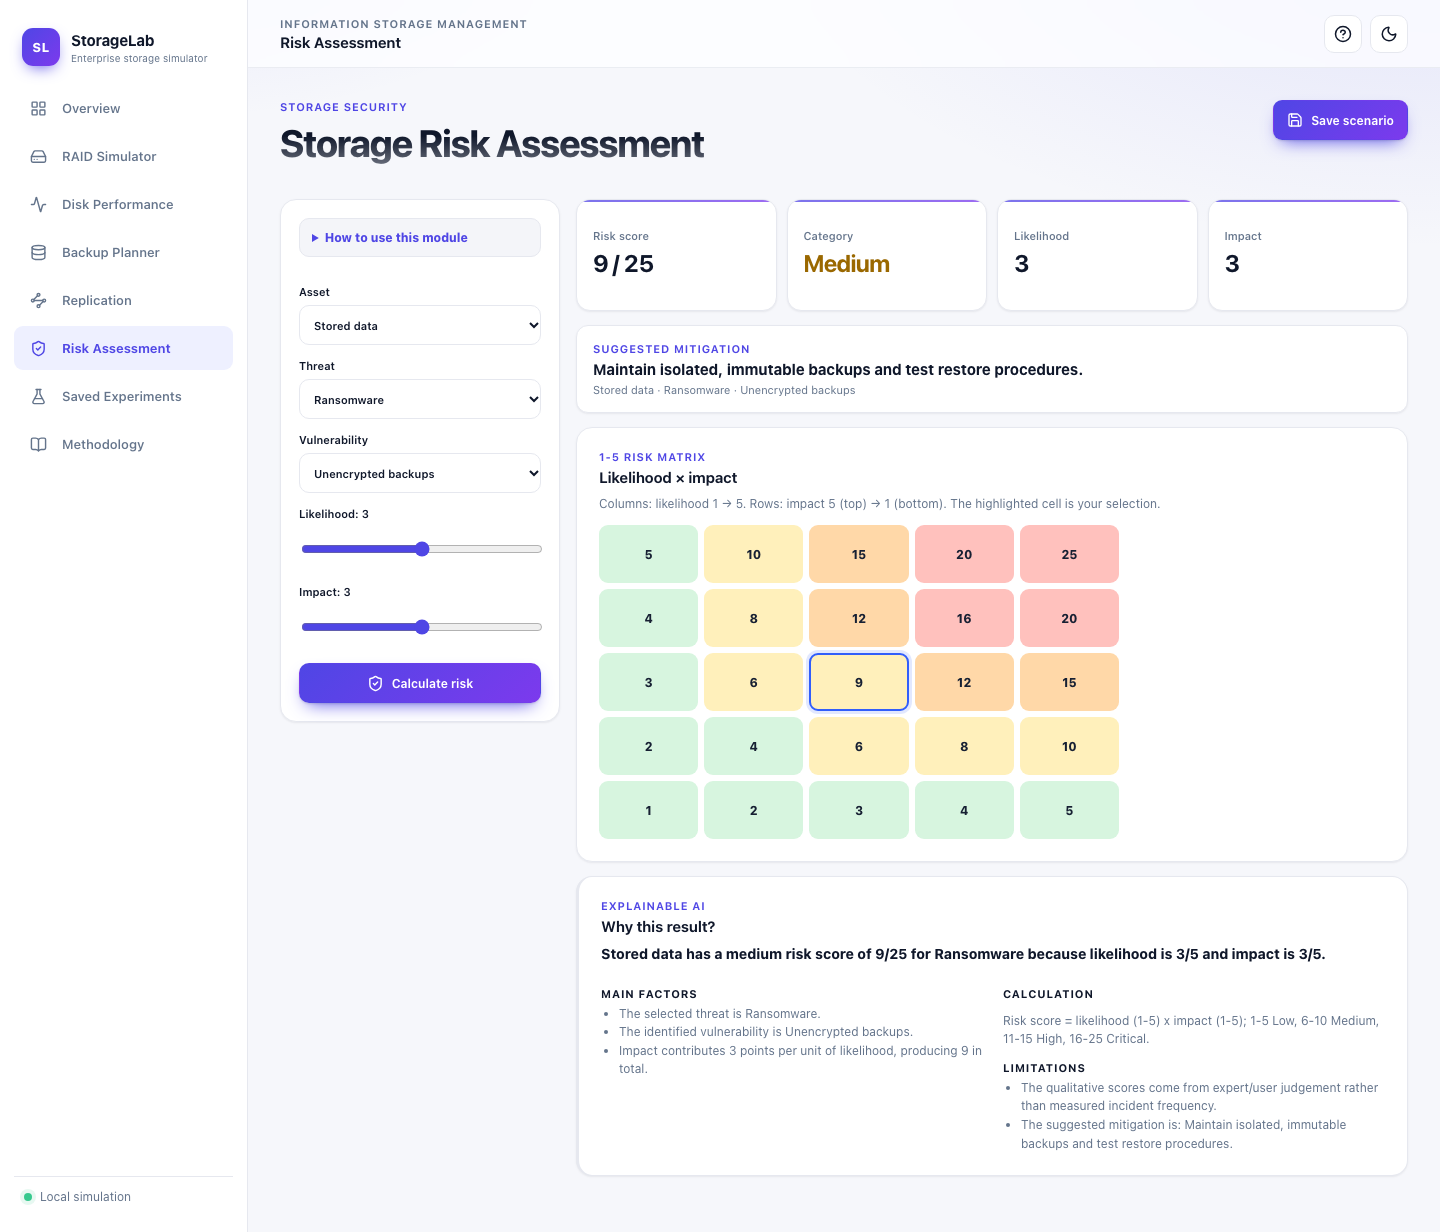 SL
StorageLab
Enterprise storage simulator
Overview
RAID Simulator
Disk Performance
Backup Planner
Replication
Risk Assessment
Saved Experiments
Methodology
Local simulation
INFORMATION STORAGE MANAGEMENT
Risk Assessment
STORAGE SECURITY
Storage Risk Assessment
Save scenario
How to use this module
Asset
Stored data
Threat
Ransomware
Vulnerability
Unencrypted backups
Likelihood: 3
Impact: 3
Calculate risk
Risk score
9 / 25
Category
Medium
Likelihood
3
Impact
3
SUGGESTED MITIGATION
Maintain isolated, immutable backups and test restore procedures.
Stored data · Ransomware · Unencrypted backups
1-5 RISK MATRIX
Likelihood × impact
Columns: likelihood 1 → 5. Rows: impact 5 (top) → 1 (bottom). The highlighted cell is your selection.
5 10 15 20 25
4 8 12 16 20
3 6 9 12 15
2 4 6 8 10
1 2 3 4 5
EXPLAINABLE AI
Why this result?
Stored data has a medium risk score of 9/25 for Ransomware because likelihood is 3/5 and impact is 3/5.
MAIN FACTORS
• The selected threat is Ransomware.
• The identified vulnerability is Unencrypted backups.
• Impact contributes 3 points per unit of likelihood, producing 9 in
total.
CALCULATION
Risk score = likelihood (1-5) x impact (1-5); 1-5 Low, 6-10 Medium,
11-15 High, 16-25 Critical.
LIMITATIONS
• The qualitative scores come from expert/user judgement rather
than measured incident frequency.
• The suggested mitigation is: Maintain isolated, immutable
backups and test restore procedures.